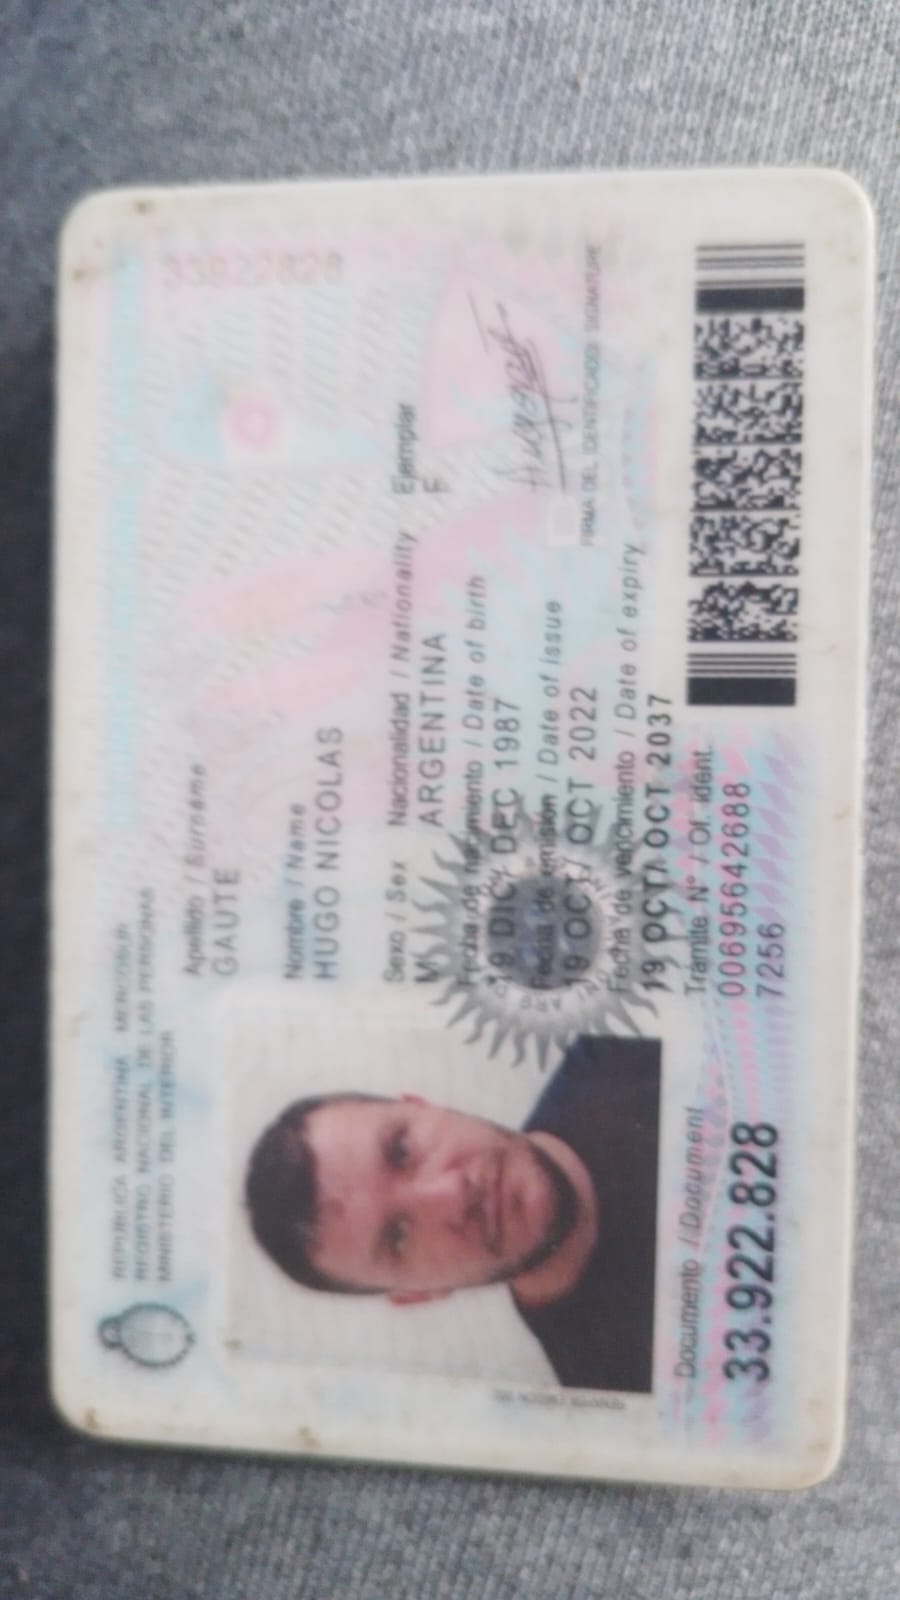 REPUBLICA ARGENTINA MERCOSUR
REGISTRO NACIONAL DE LAS PERSONAS
MINISTERIO DEL INTERIOR
33922828
Apellido / Surname
GAUTE
Nombre / Name
HUGO NICOLAS
Sexo / Sex Nacionalidad / Nationality Ejemplar
M ARGENTINA F
Fecha de nacimiento / Date of birth
19 DIC/ DEC 1987
Fecha de emisión / Date of issue
19 OCT/ OCT 2022
FIRMA DEL IDENTIFICADO/ SIGNATURE
Fecha de vencimiento / Date of expiry
19 OCT/ OCT 2037
Documento / Document
33.922.828
Trámite N° / Of. ident.
00695642688
7256